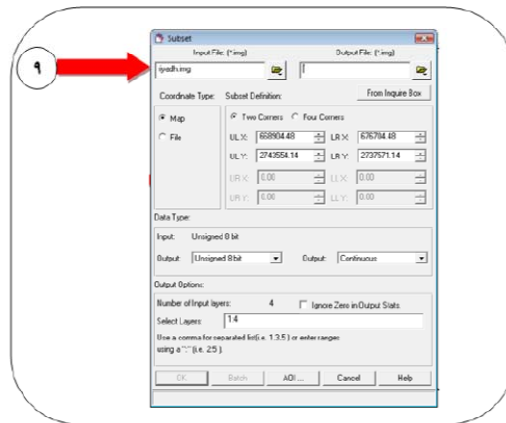 ٩
Subset
Input File: (*.img) Output File: (*.img)
riyadh.img
Coordinate Type: Subset Definition: From Inquire Box
Map Two Corners Four Corners
File
UL X: 668904.48 LR X: 676704.48
UL Y: 2743554.14 LR Y: 2737571.14
UR X: 0.00 LL X: 0.00
UR Y: 0.00 LL Y: 0.00
Data Type:
Input: Unsigned 8 bit
Output: Unsigned 8 bit Output: Continuous
Output Options:
Number of Input layers: 4 Ignore Zero in Output Stats.
Select Layers: 1:4
Use a comma for separated list(i.e. 1,3,5 ) or enter ranges
using a ":" (i.e. 2:5 ).
OK Batch AOI ... Cancel Help